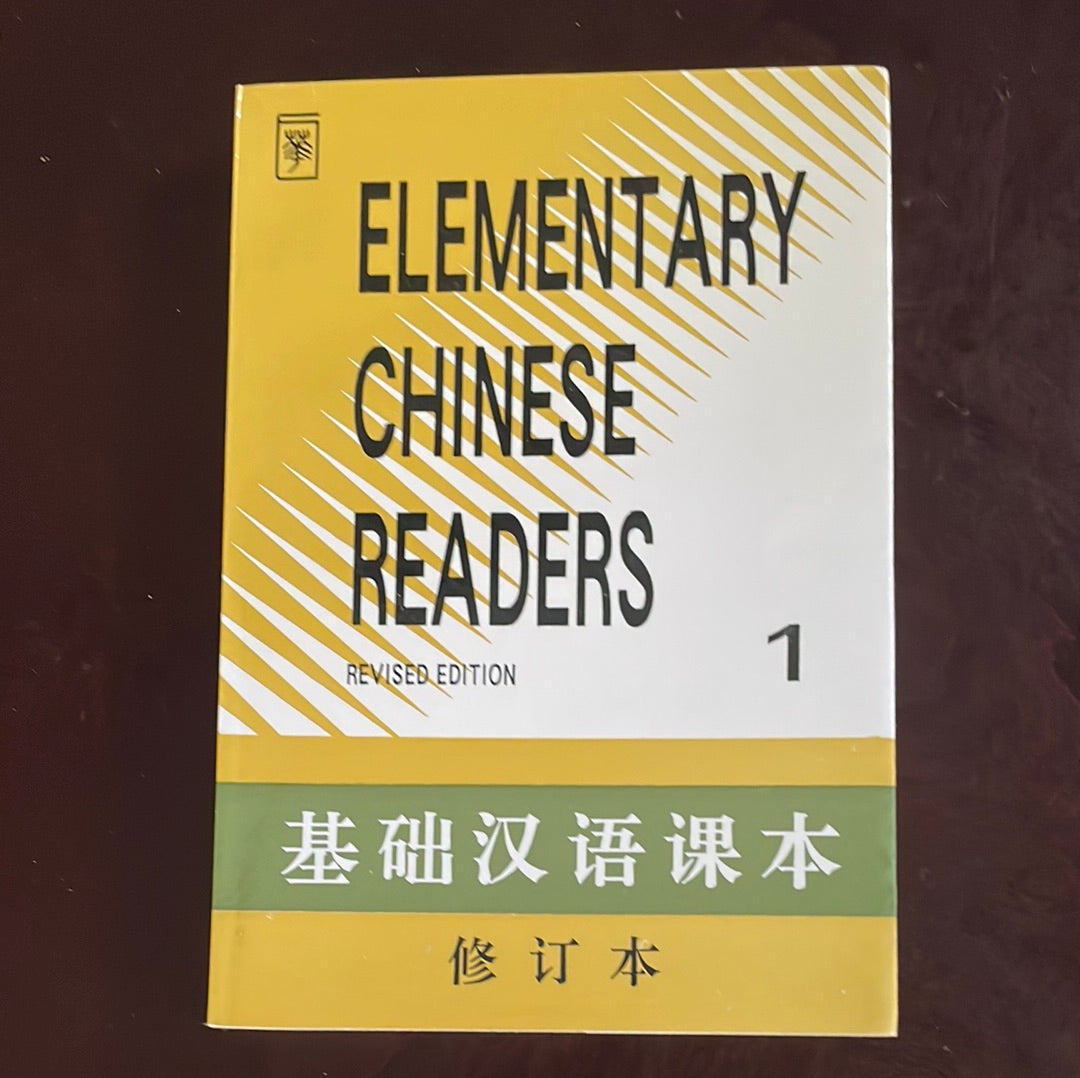 ELEMENTARY
CHINESE
READERS
REVISED EDITION
1
基础汉语课本
修订本